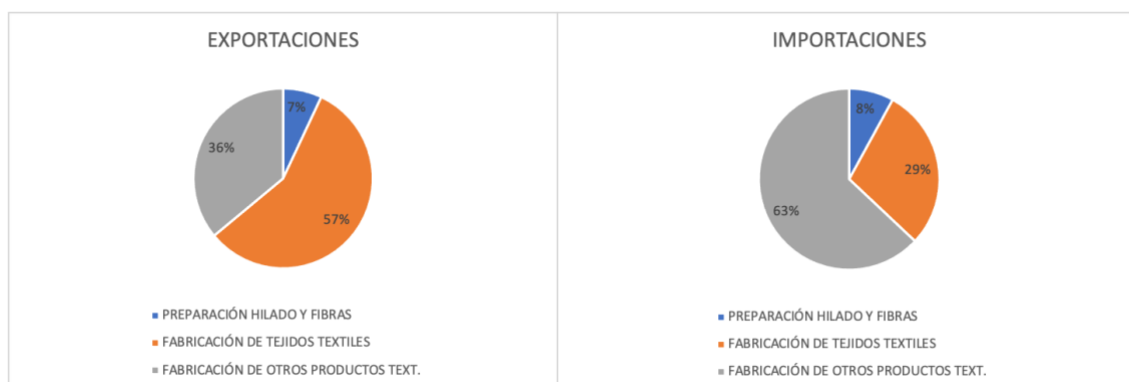 EXPORTACIONES
7%
36%
57%
PREPARACIÓN HILADO Y FIBRAS
FABRICACIÓN DE TEJIDOS TEXTILES
FABRICACIÓN DE OTROS PRODUCTOS TEXT.
IMPORTACIONES
8%
29%
63%
PREPARACIÓN HILADO Y FIBRAS
FABRICACIÓN DE TEJIDOS TEXTILES
FABRICACIÓN DE OTROS PRODUCTOS TEXT.